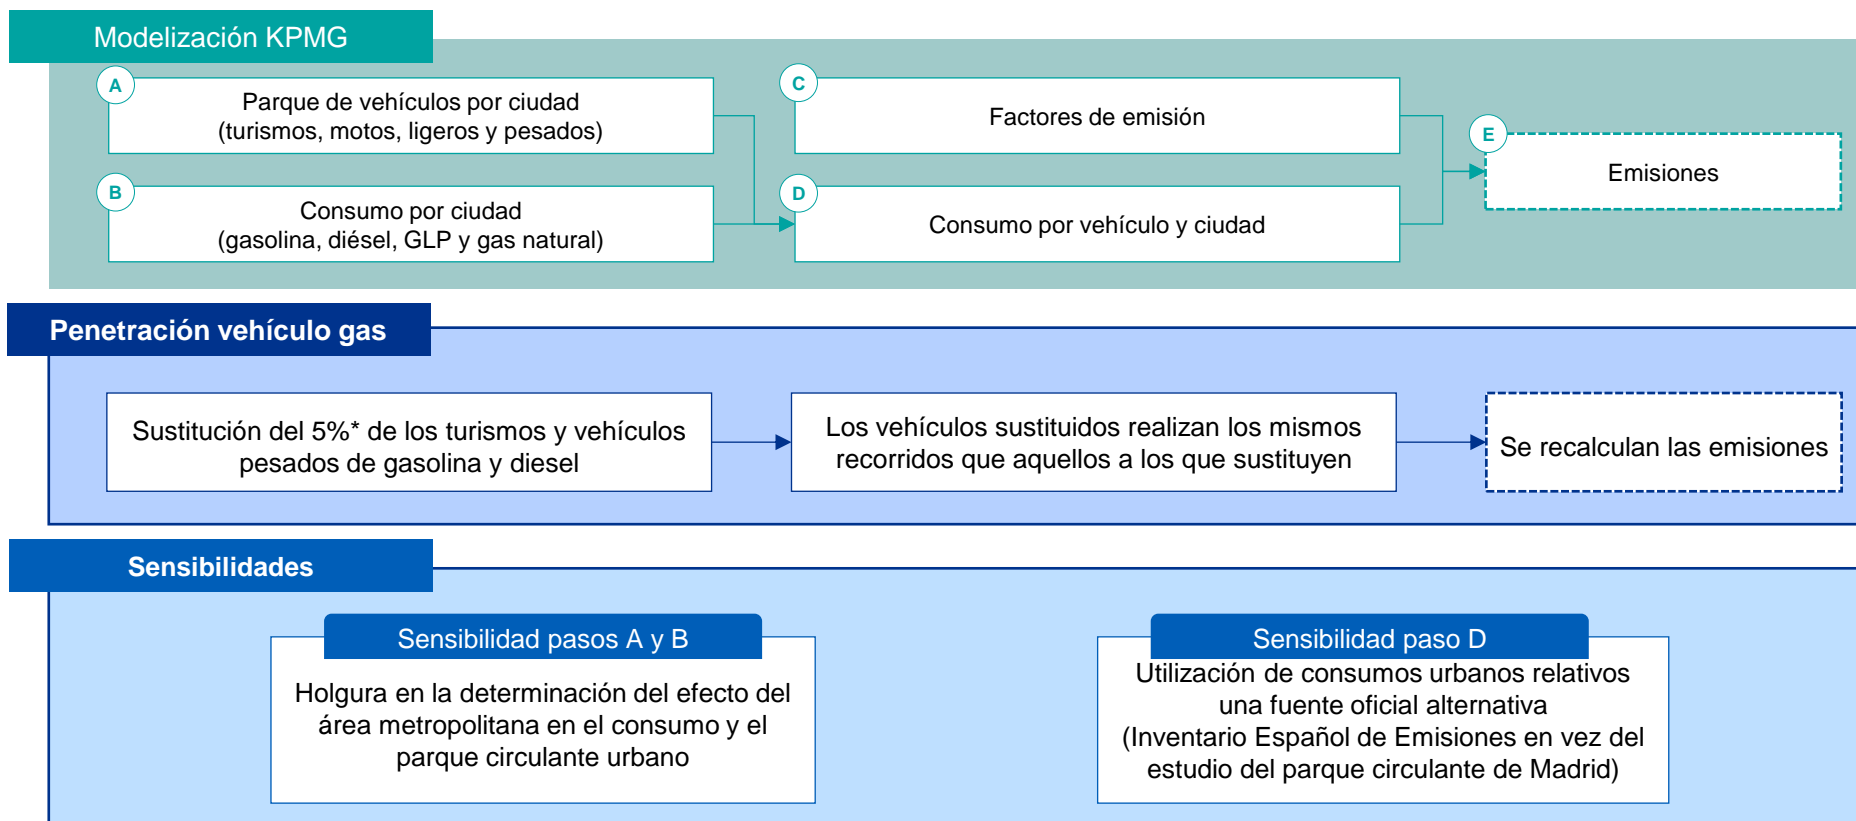 Modelización KPMG
A
Parque de vehículos por ciudad
(turismos, motos, ligeros y pesados)
B
Consumo por ciudad
(gasolina, diésel, GLP y gas natural)
C
Factores de emisión
D
Consumo por vehículo y ciudad
E
Emisiones
Penetración vehículo gas
Sustitución del 5%* de los turismos y vehículos
pesados de gasolina y diesel
Los vehículos sustituidos realizan los mismos
recorridos que aquellos a los que sustituyen
Se recalculan las emisiones
Sensibilidades
Sensibilidad pasos A y B
Holgura en la determinación del efecto del
área metropolitana en el consumo y el
parque circulante urbano
Sensibilidad paso D
Utilización de consumos urbanos relativos
una fuente oficial alternativa
(Inventario Español de Emisiones en vez del
estudio del parque circulante de Madrid)